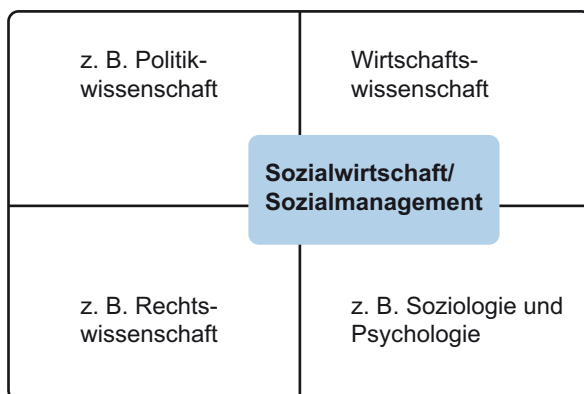 z. B. Politik-
wissenschaft
Wirtschafts-
wissenschaft
Sozialwirtschaft/
Sozialmanagement
z. B. Rechts-
wissenschaft
z. B. Soziologie und
Psychologie